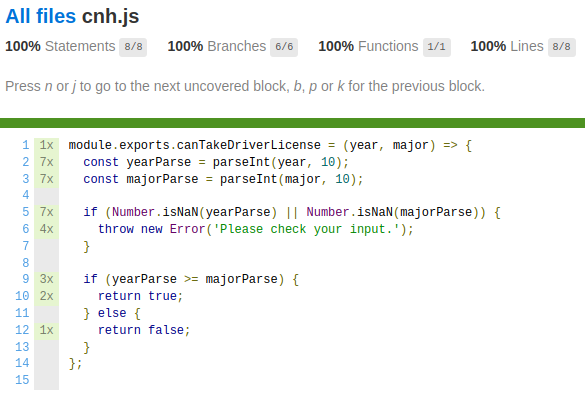 All files cnh.js
100% Statements 8/8 100% Branches 6/6 100% Functions 1/1 100% Lines 8/8
Press n or j to go to the next uncovered block, b, p or k for the previous block.
1 1x module.exports.canTakeDriverLicense = (year, major) => {
2 7x   const yearParse = parseInt(year, 10);
3 7x   const majorParse = parseInt(major, 10);
4
5 7x   if (Number.isNaN(yearParse) || Number.isNaN(majorParse)) {
6 4x     throw new Error('Please check your input.');
7   }
8
9 3x   if (yearParse >= majorParse) {
10 2x     return true;
11   } else {
12 1x     return false;
13   }
14 };
15